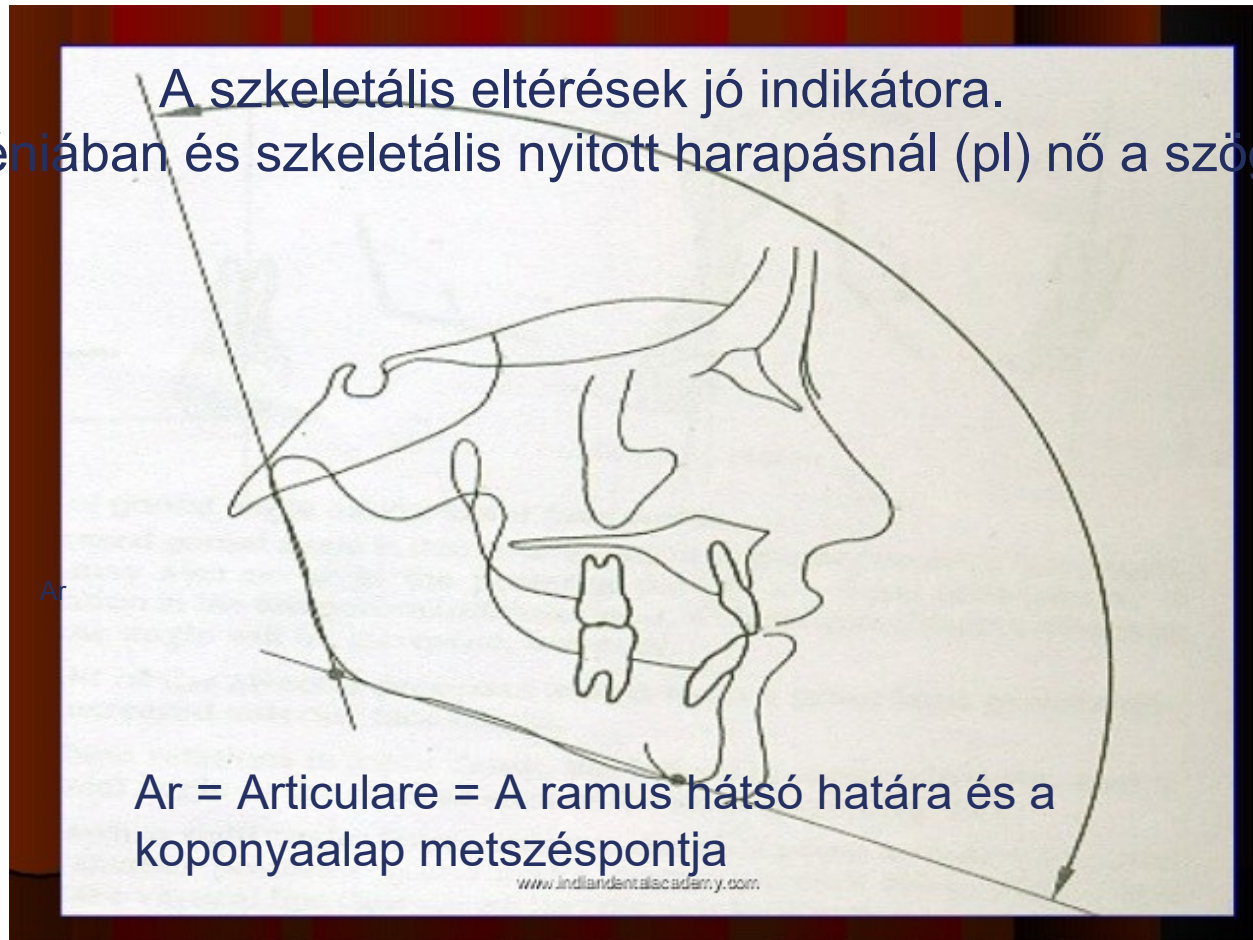 A szkeletális eltérések jó indikátora.
éniában és szkeletális nyitott harapásnál (pl) nő a szög
Ar
Ar = Articulare = A ramus hátsó határa és a
koponyaalap metszéspontja
www.indiandentalacademy.com